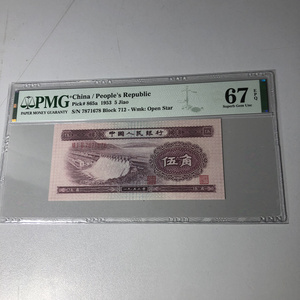 PMG
PAPER MONEY GUARANTY
China / People's Republic
Pick# 865a 1953 5 Jiao
S/N 7871678 Block 712 - Wmk: Open Star
67 EPQ
Superb Gem Unc
中國人民銀行
伍角